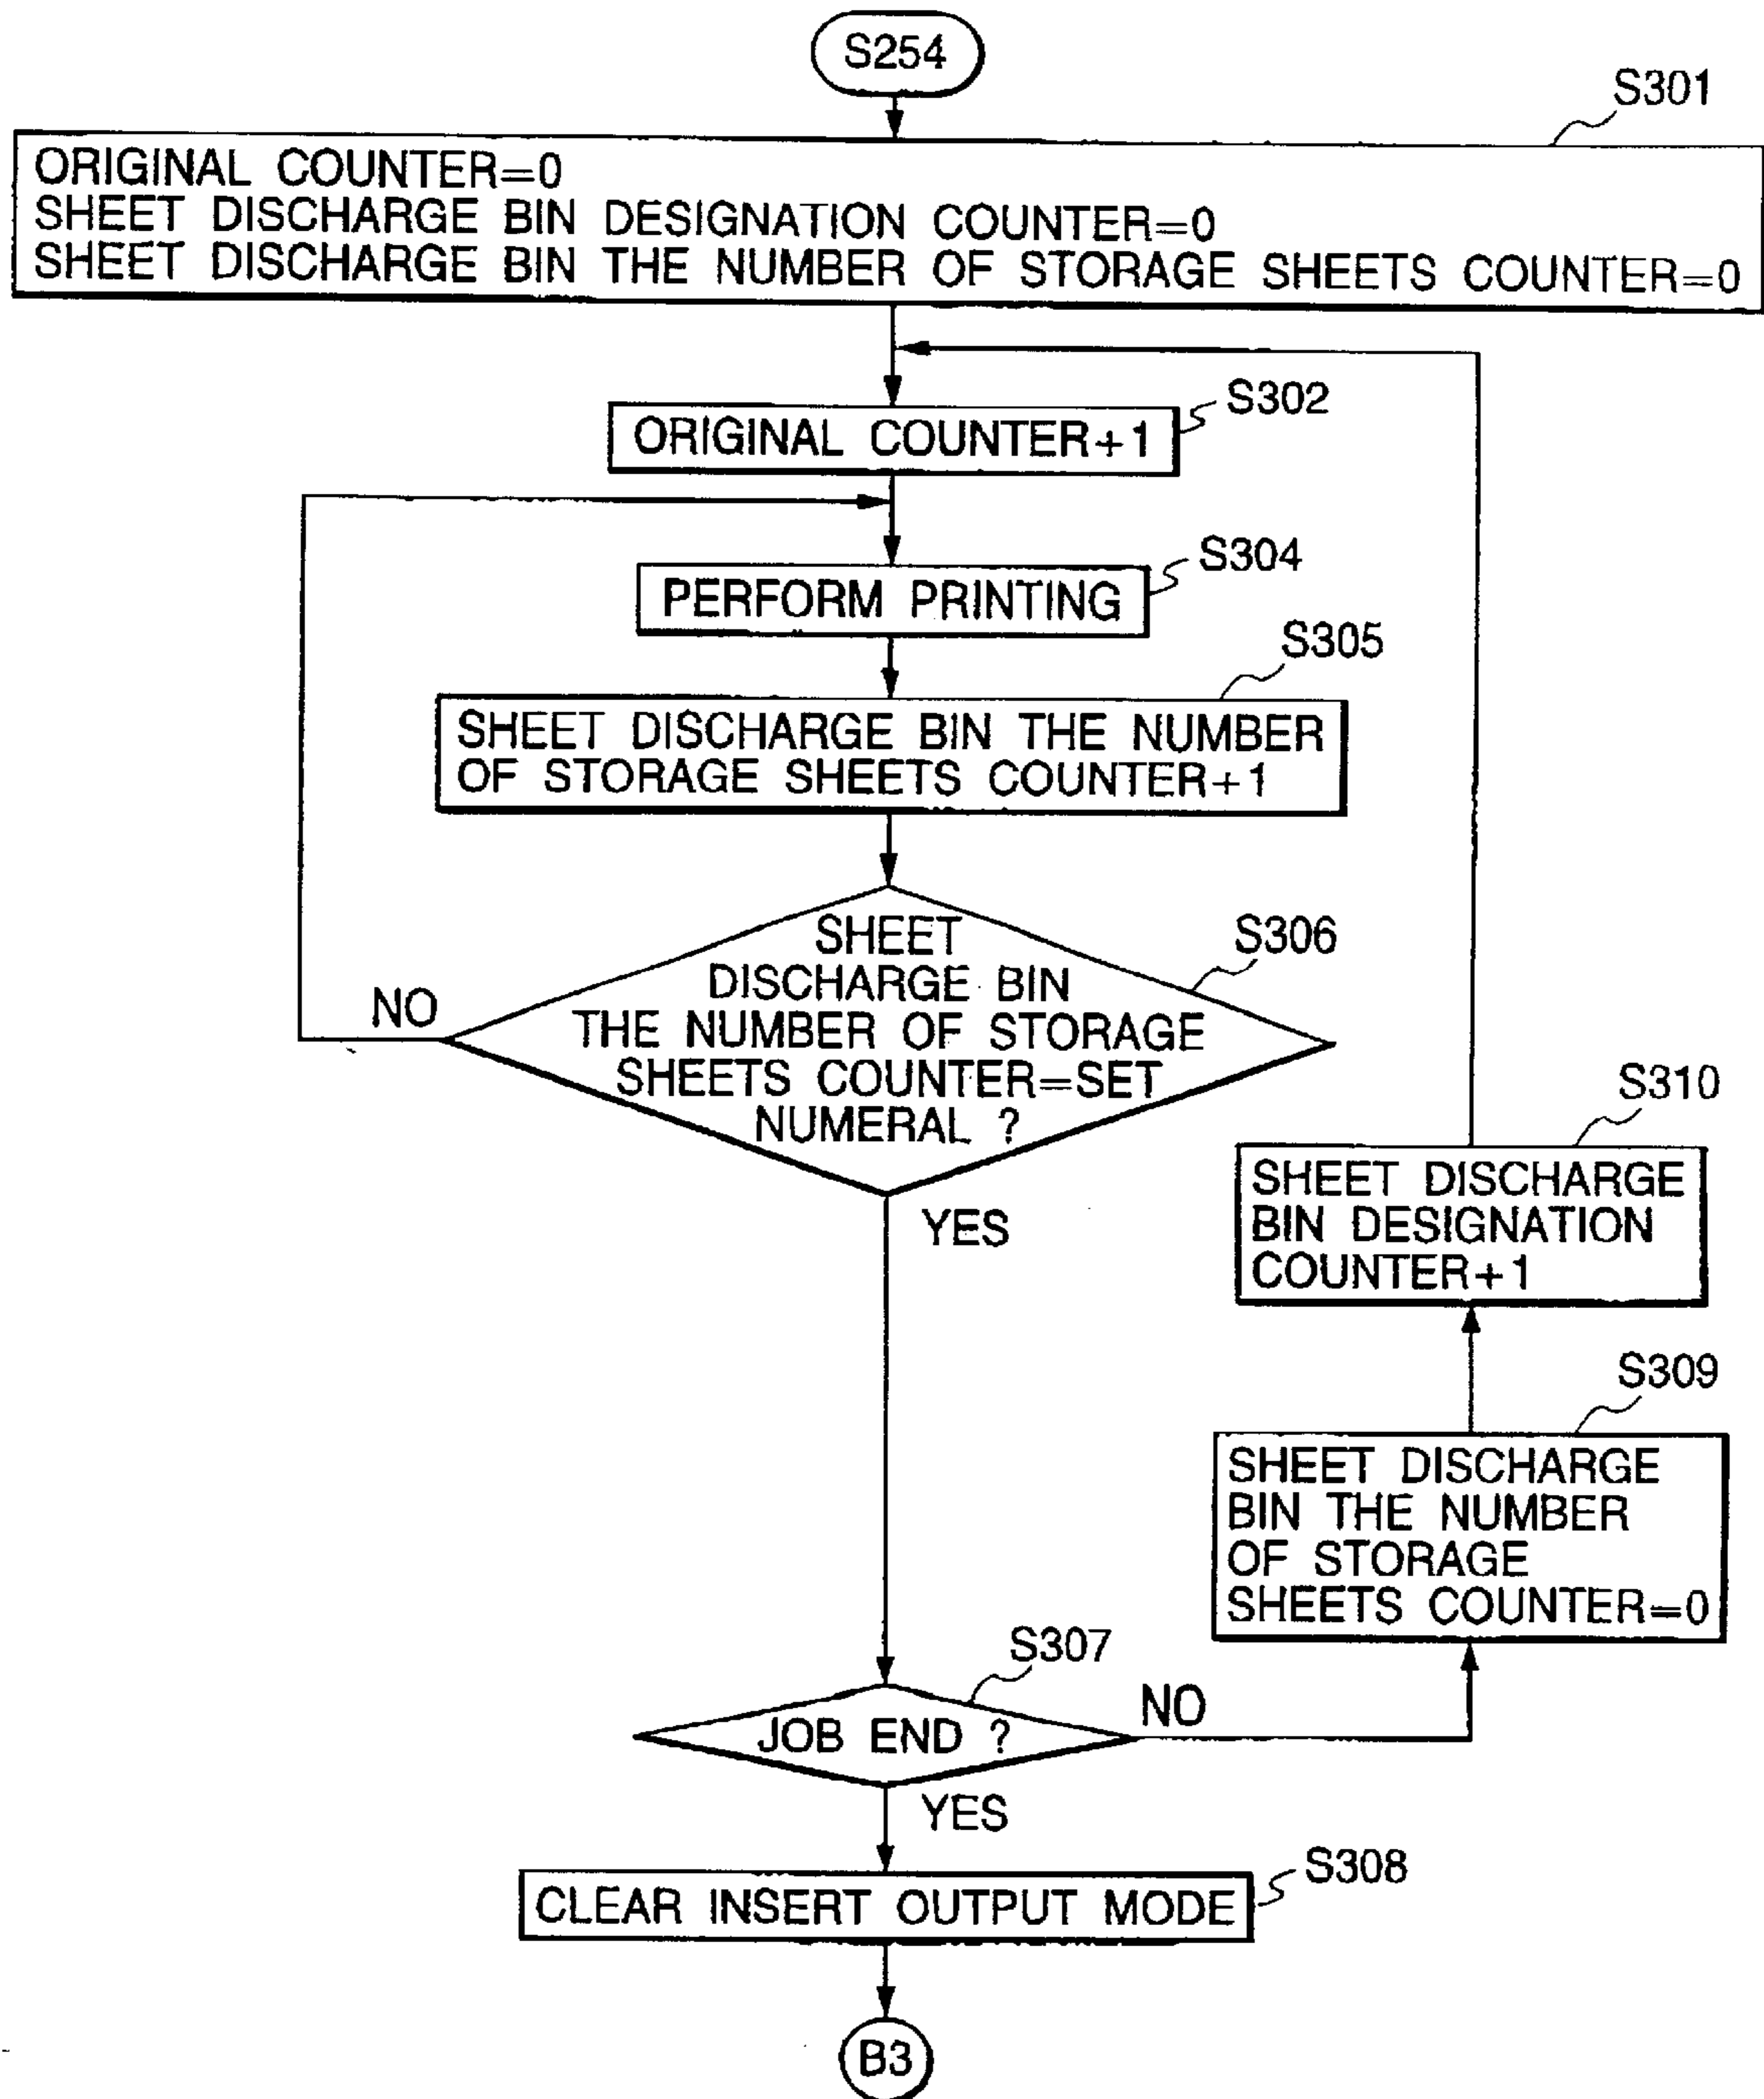 S254
S301
ORIGINAL COUNTER=0
SHEET DISCHARGE BIN DESIGNATION COUNTER=0
SHEET DISCHARGE BIN THE NUMBER OF STORAGE SHEETS COUNTER=0
S302
ORIGINAL COUNTER+1
S304
PERFORM PRINTING
S305
SHEET DISCHARGE BIN THE NUMBER
OF STORAGE SHEETS COUNTER+1
S306
SHEET
DISCHARGE BIN
THE NUMBER OF STORAGE
SHEETS COUNTER=SET
NUMERAL ?
NO
YES
S310
SHEET DISCHARGE
BIN DESIGNATION
COUNTER+1
S309
SHEET DISCHARGE
BIN THE NUMBER
OF STORAGE
SHEETS COUNTER=0
S307
JOB END ?
NO
YES
S308
CLEAR INSERT OUTPUT MODE
B3